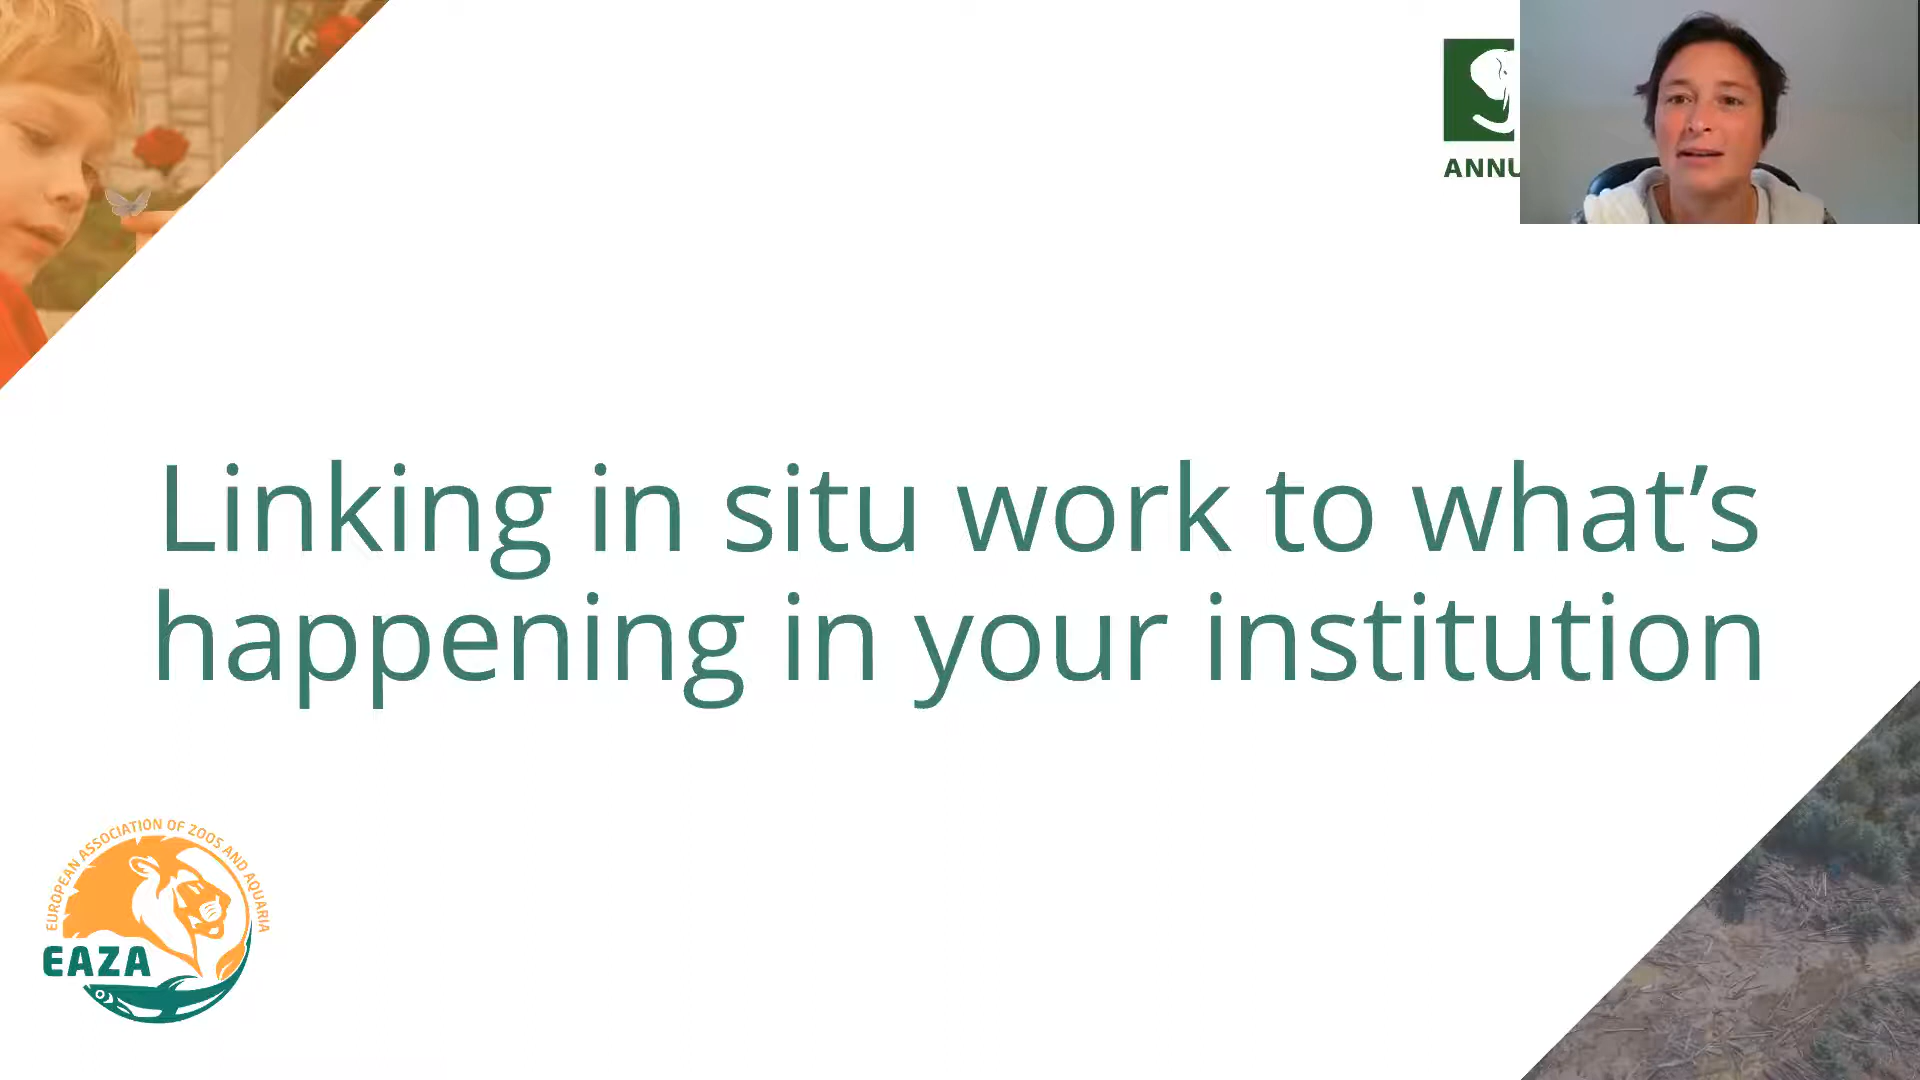 ANNU
Linking in situ work to what’s
happening in your institution
EUROPEAN ASSOCIATION OF ZOOS AND AQUARIA
EAZA